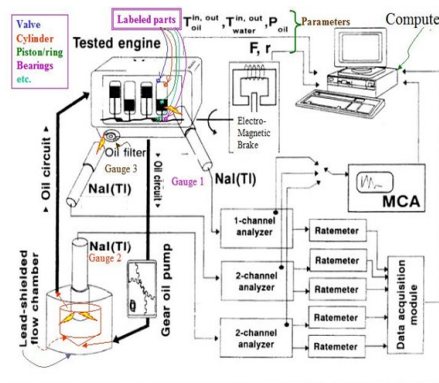 Valve
Cylinder
Piston/ring
Bearings
etc.
Labeled parts
Tested engine
T in, out oil , T in, out water , P oil
F, r
Parameters
Compute
Electro-
Magnetic
Brake
Oil filter
Gauge 3
NaI(Tl)
Gauge 1
NaI(Tl)
Oil circuit
Oil circuit
MCA
NaI(Tl)
Gauge 2
Gear oil pump
Lead-shielded
flow chamber
1-channel
analyzer
2-channel
analyzer
2-channel
analyzer
Ratemeter
Ratemeter
Ratemeter
Ratemeter
Ratemeter
Data acquisition
module